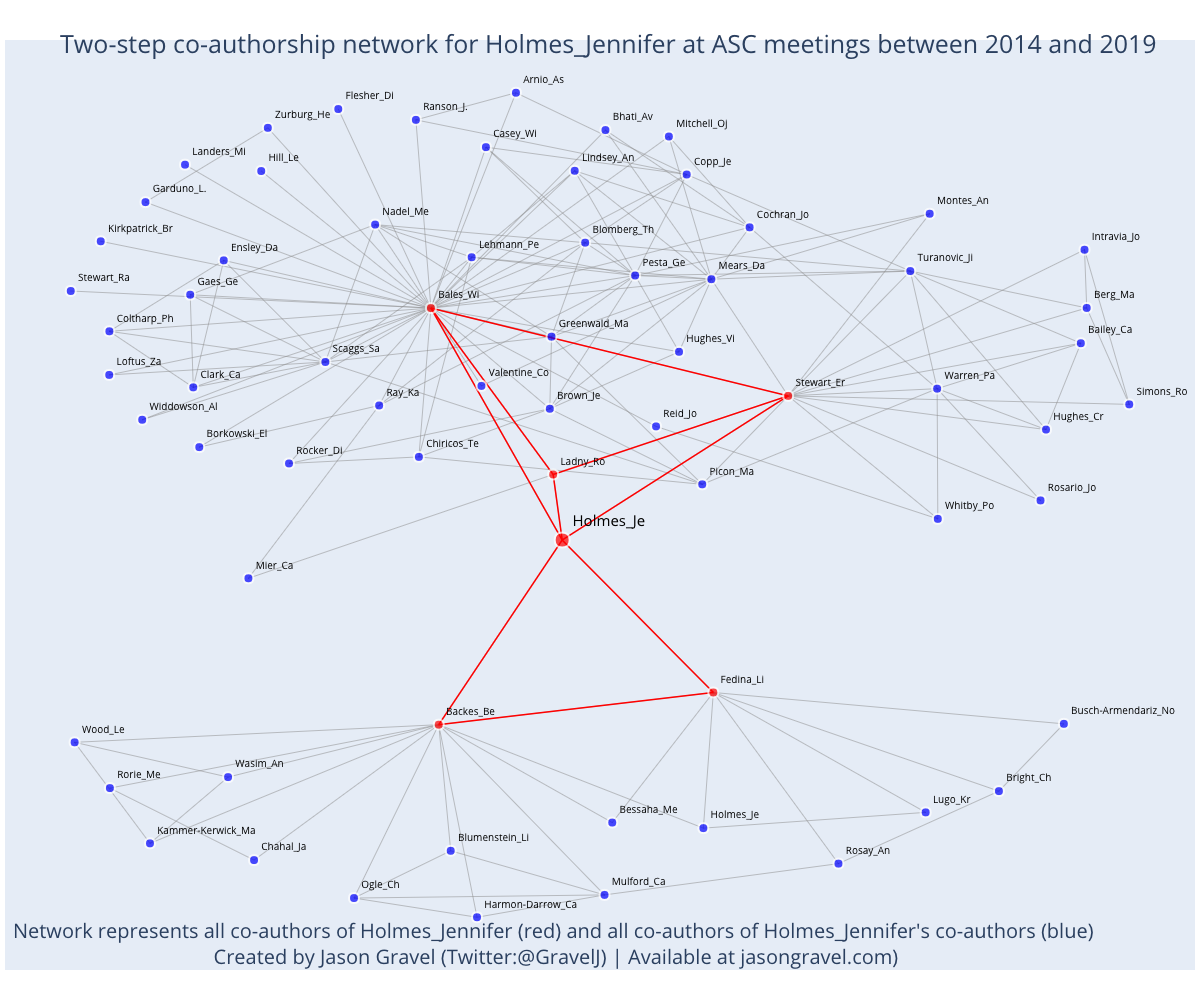 Two-step co-authorship network for Holmes_Jennifer at ASC meetings between 2014 and 2019
Arnio_As
Flesher_Di
Ranson_J.
Zurburg_He
Bhati_Av
Mitchell_Oj
Casey_Wi
Landers_Mi
Hill_Le
Lindsey_An
Copp_Je
Garduno_L.
Montes_An
Nadel_Me
Cochran_Jo
Kirkpatrick_Br
Blomberg_Th
Intravia_Jo
Ensley_Da
Lehmann_Pe
Turanovic_Ji
Pesta_Ge
Mears_Da
Stewart_Ra
Gaes_Ge
Bales_Wi
Berg_Ma
Coltharp_Ph
Greenwald_Ma
Bailey_Ca
Hughes_Vi
Scaggs_Sa
Loftus_Za
Clark_Ca
Valentine_Co
Stewart_Er
Warren_Pa
Simons_Ro
Ray_Ka
Brown_Je
Widdowson_Al
Reid_Jo
Hughes_Cr
Borkowski_El
Rocker_Di
Chiricos_Te
Ladny_Ro
Picon_Ma
Rosario_Jo
Whitby_Po
Holmes_Je
Mier_Ca
Fedina_Li
Backes_Be
Busch-Armendariz_No
Wood_Le
Wasim_An
Rorie_Me
Bright_Ch
Bessaha_Me
Holmes_Je
Lugo_Kr
Kammer-Kerwick_Ma
Chahal_Ja
Blumenstein_Li
Rosay_An
Ogle_Ch
Mulford_Ca
Harmon-Darrow_Ca
Network represents all co-authors of Holmes_Jennifer (red) and all co-authors of Holmes_Jennifer's co-authors (blue)
Created by Jason Gravel (Twitter:@GravelJ) | Available at jasongravel.com)